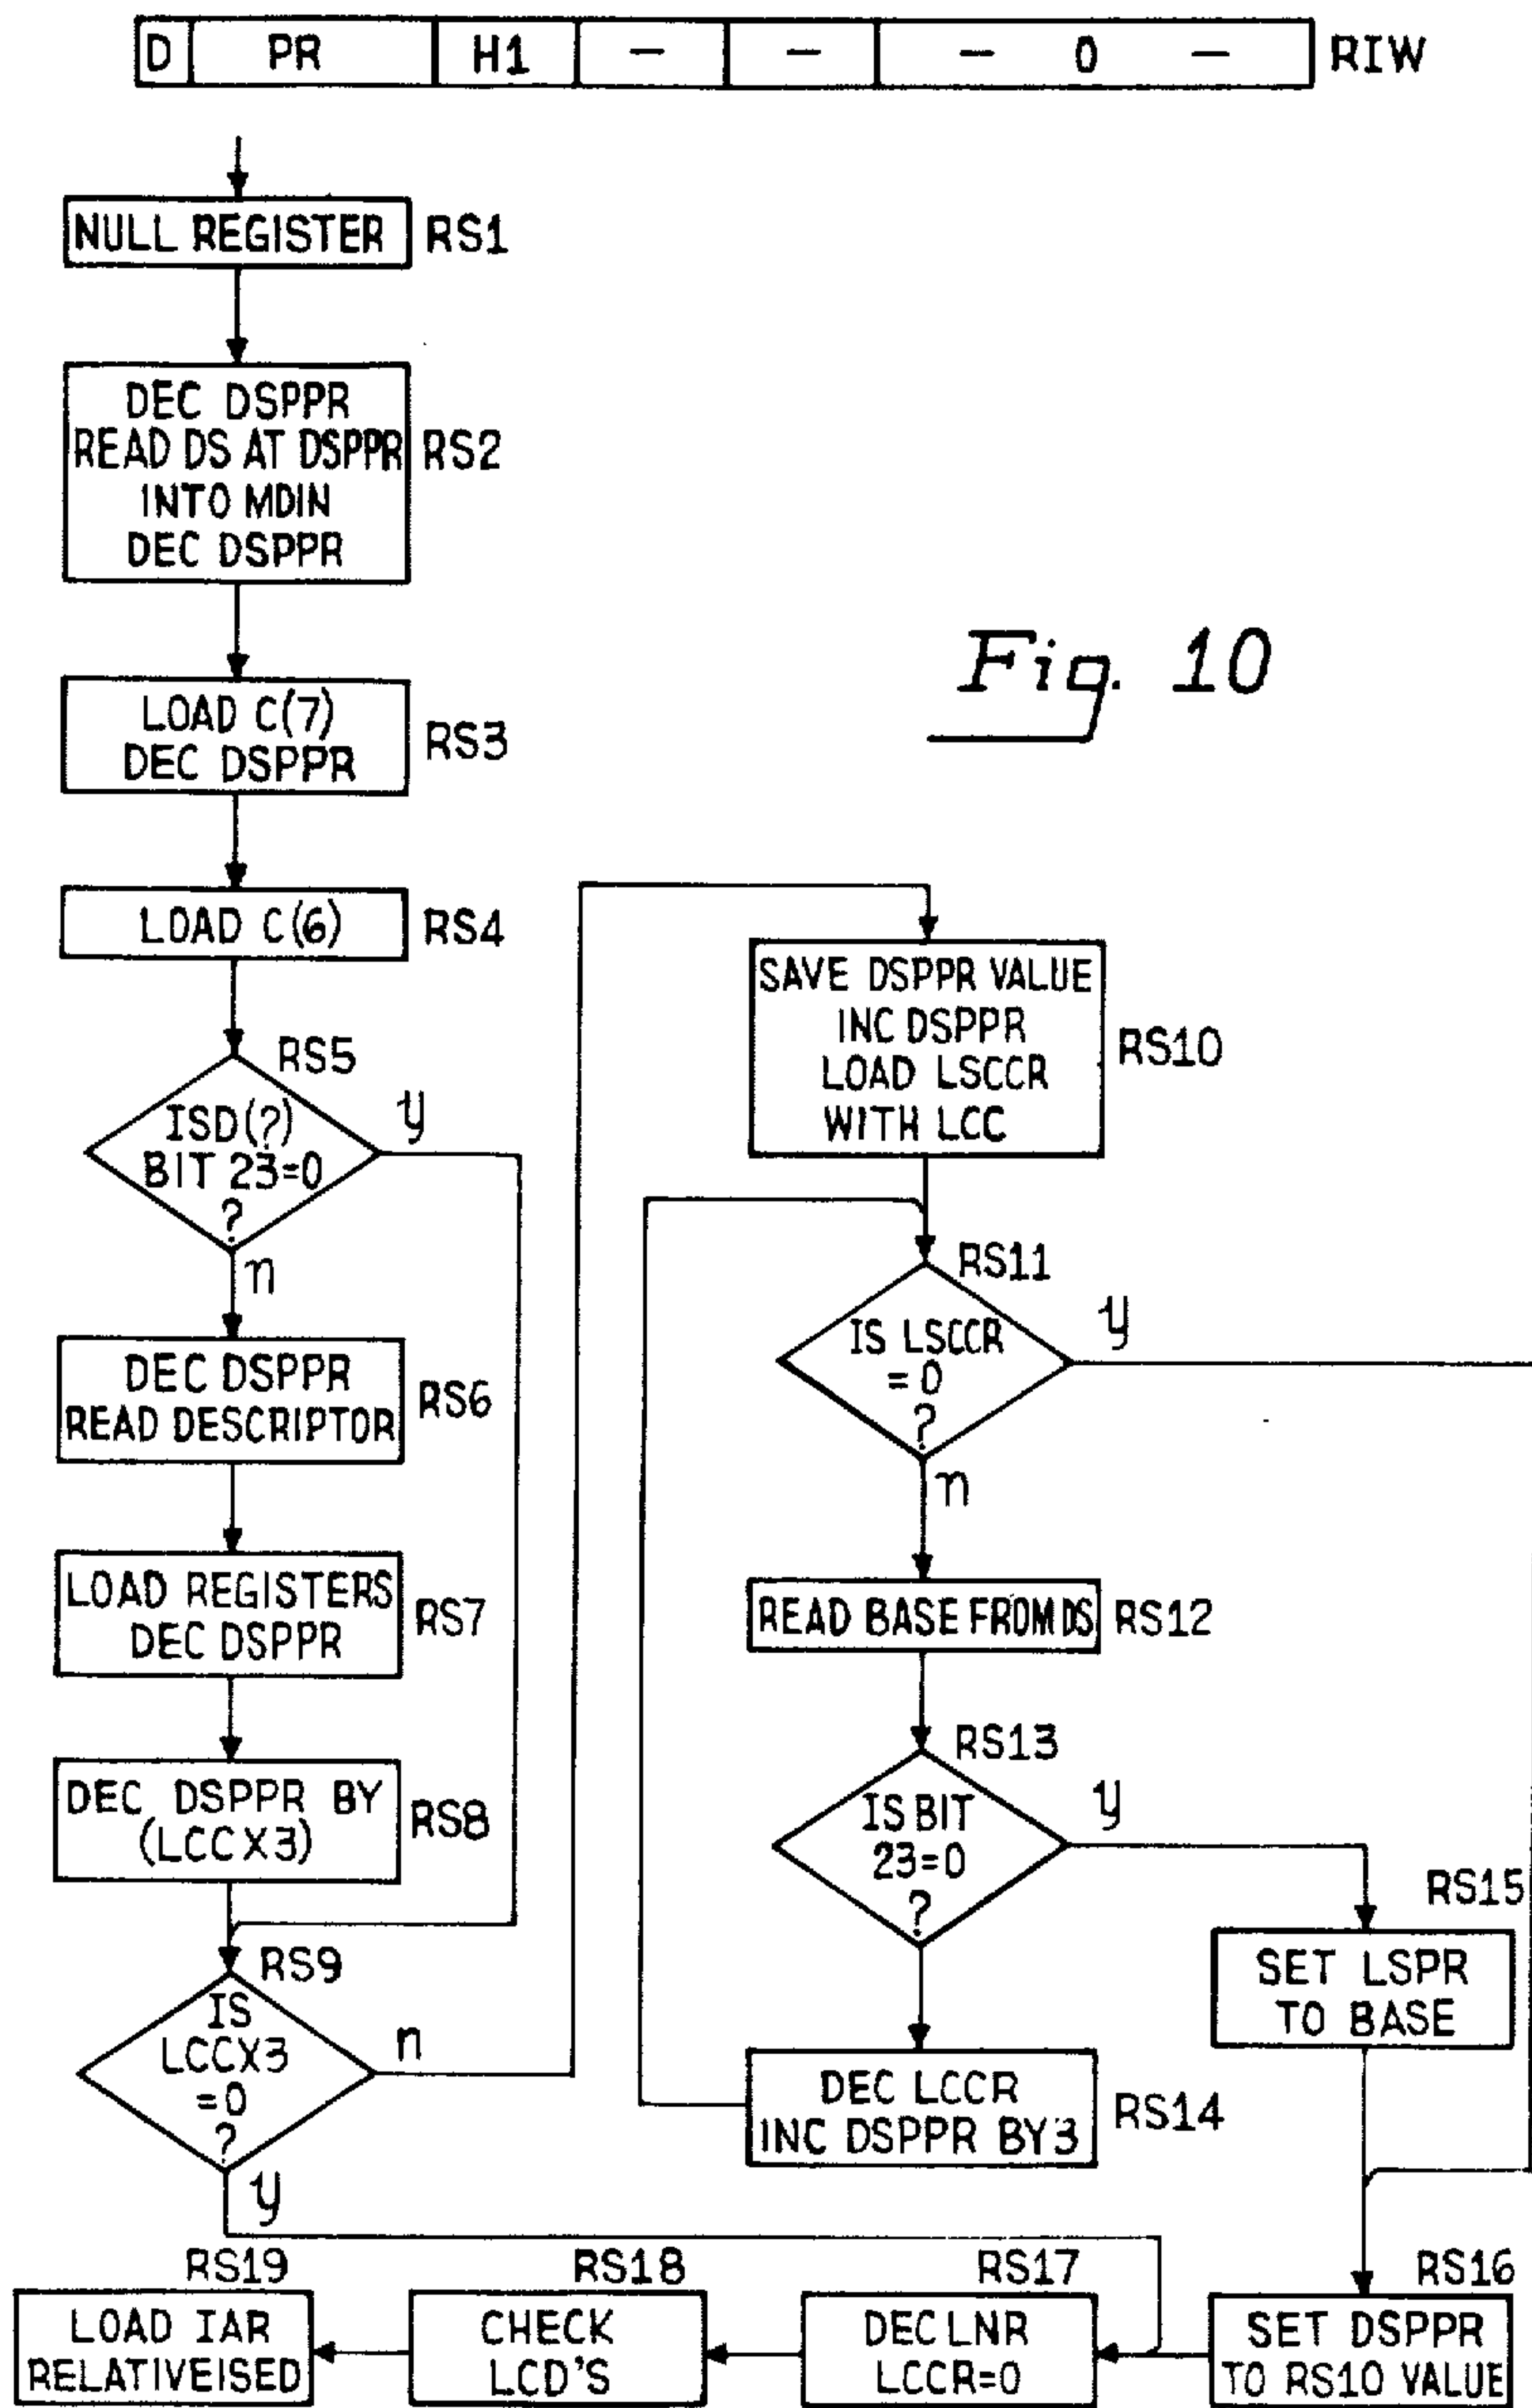 D PR H1 — — — 0 — RIW
NULL REGISTER RS1
DEC DSPPR
READ DS AT DSPPR RS2
INTO MDIN
DEC DSPPR
Fig. 10
LOAD C(7)
DEC DSPPR
RS3
LOAD C(6) RS4
RS5
ISD(?)
BIT 23=0
?
y
n
DEC DSPPR
READ DESCRIPTOR
RS6
LOAD REGISTERS
DEC DSPPR
RS7
DEC DSPPR BY
(LCCX3)
RS8
RS9
IS
LCCX3
=0
?
n
y
SAVE DSPPR VALUE
INC DSPPR
LOAD LSCCR
WITH LCC
RS10
RS11
IS LSCCR
=0
?
y
n
READ BASE FROM DS RS12
RS13
IS BIT
23=0
?
y
DEC LCCR
INC DSPPR BY 3
RS14
RS15
SET LSPR
TO BASE
RS16
SET DSPPR
TO RS10 VALUE
RS17
DEC LNR
LCCR=0
RS18
CHECK
LCD'S
RS19
LOAD IAR
RELATIVEISED